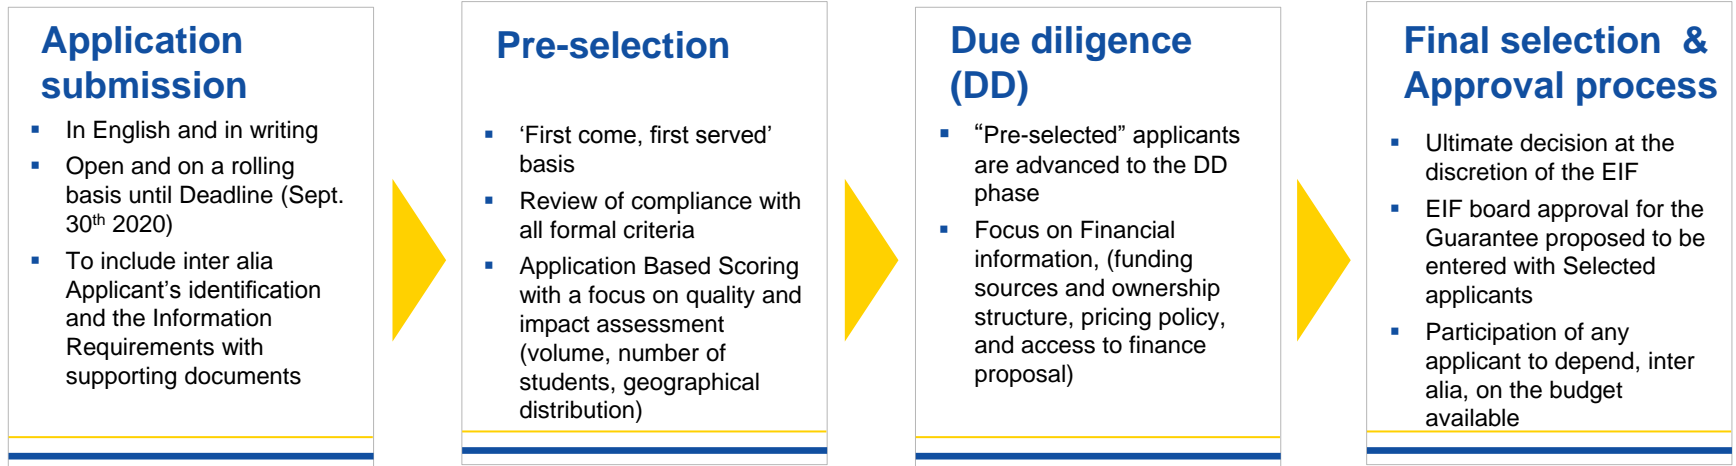 Application
submission
▪ In English and in writing
▪ Open and on a rolling
basis until Deadline (Sept.
30th 2020)
▪ To include inter alia
Applicant’s identification
and the Information
Requirements with
supporting documents
Pre-selection
▪ ‘First come, first served’
basis
▪ Review of compliance with
all formal criteria
▪ Application Based Scoring
with a focus on quality and
impact assessment
(volume, number of
students, geographical
distribution)
Due diligence
(DD)
▪ “Pre-selected” applicants
are advanced to the DD
phase
▪ Focus on Financial
information, (funding
sources and ownership
structure, pricing policy,
and access to finance
proposal)
Final selection &
Approval process
▪ Ultimate decision at the
discretion of the EIF
▪ EIF board approval for the
Guarantee proposed to be
entered with Selected
applicants
▪ Participation of any
applicant to depend, inter
alia, on the budget
available